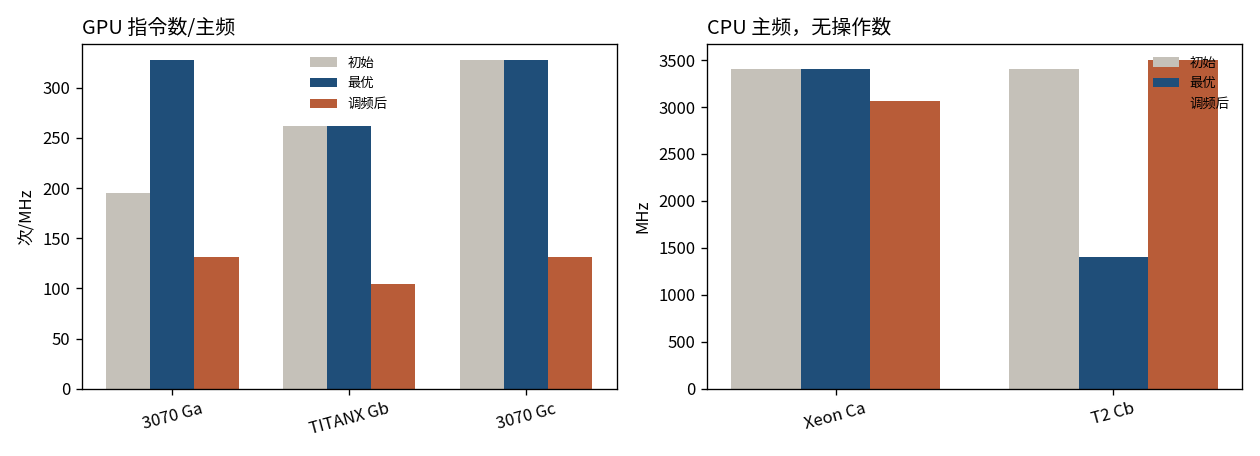 GPU 指令数/主频
初始
最优
调频后
次/MHz
300
250
200
150
100
50
0
3070 Ga
TITANX Gb
3070 Gc
CPU 主频，无操作数
初始
最优
调频后
MHz
3500
3000
2500
2000
1500
1000
500
0
Xeon Ca
T2 Cb